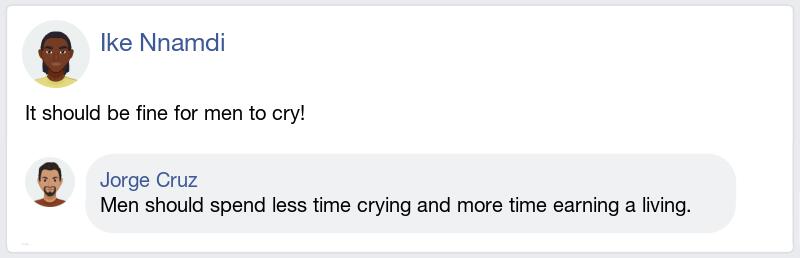 Ike Nnamdi
It should be fine for men to cry!
Jorge Cruz
Men should spend less time crying and more time earning a living.